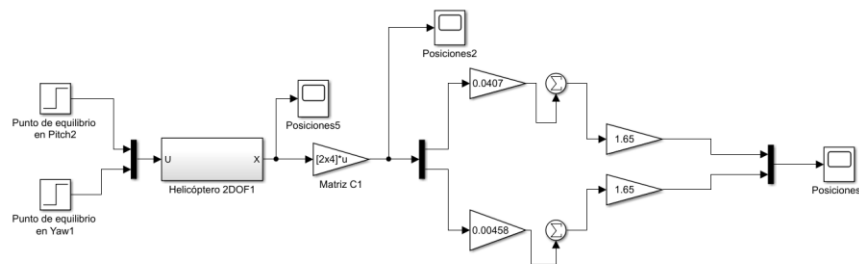 Posiciones2
0.0407
Σ
Punto de equilibrio
en Pitch2
Posiciones5
1.65
U
X
[2x4]*u
Helicóptero 2DOF1
Matriz C1
Posiciones
1.65
Punto de equilibrio
en Yaw1
0.00458
Σ